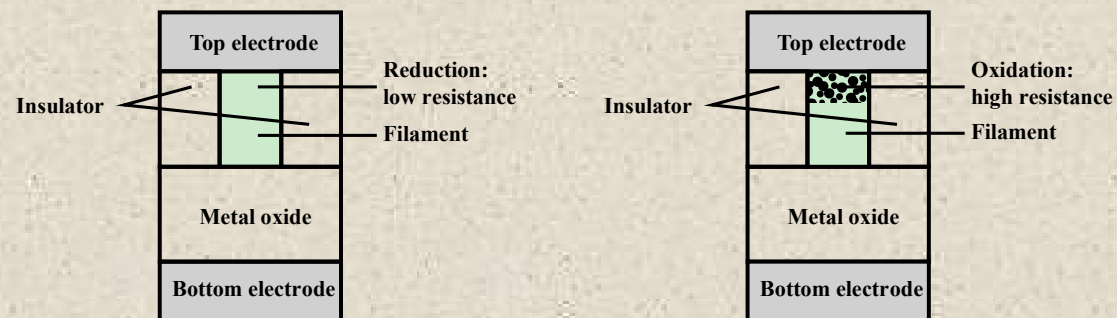 Top electrode
Reduction:
low resistance
Insulator
Filament
Metal oxide
Bottom electrode
Top electrode
Oxidation:
high resistance
Insulator
Filament
Metal oxide
Bottom electrode